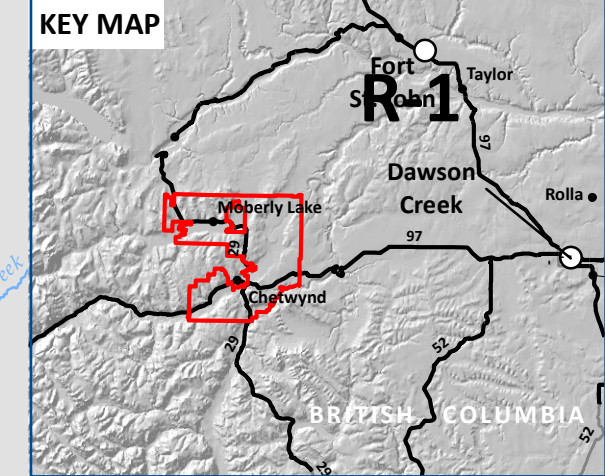 KEY MAP
Fort
St. John
R-1
Taylor
97
Dawson
Creek
Rolla
Moberly Lake
29
97
Chetwynd
eek
29
52
BRITISH COLUMBIA
52
29